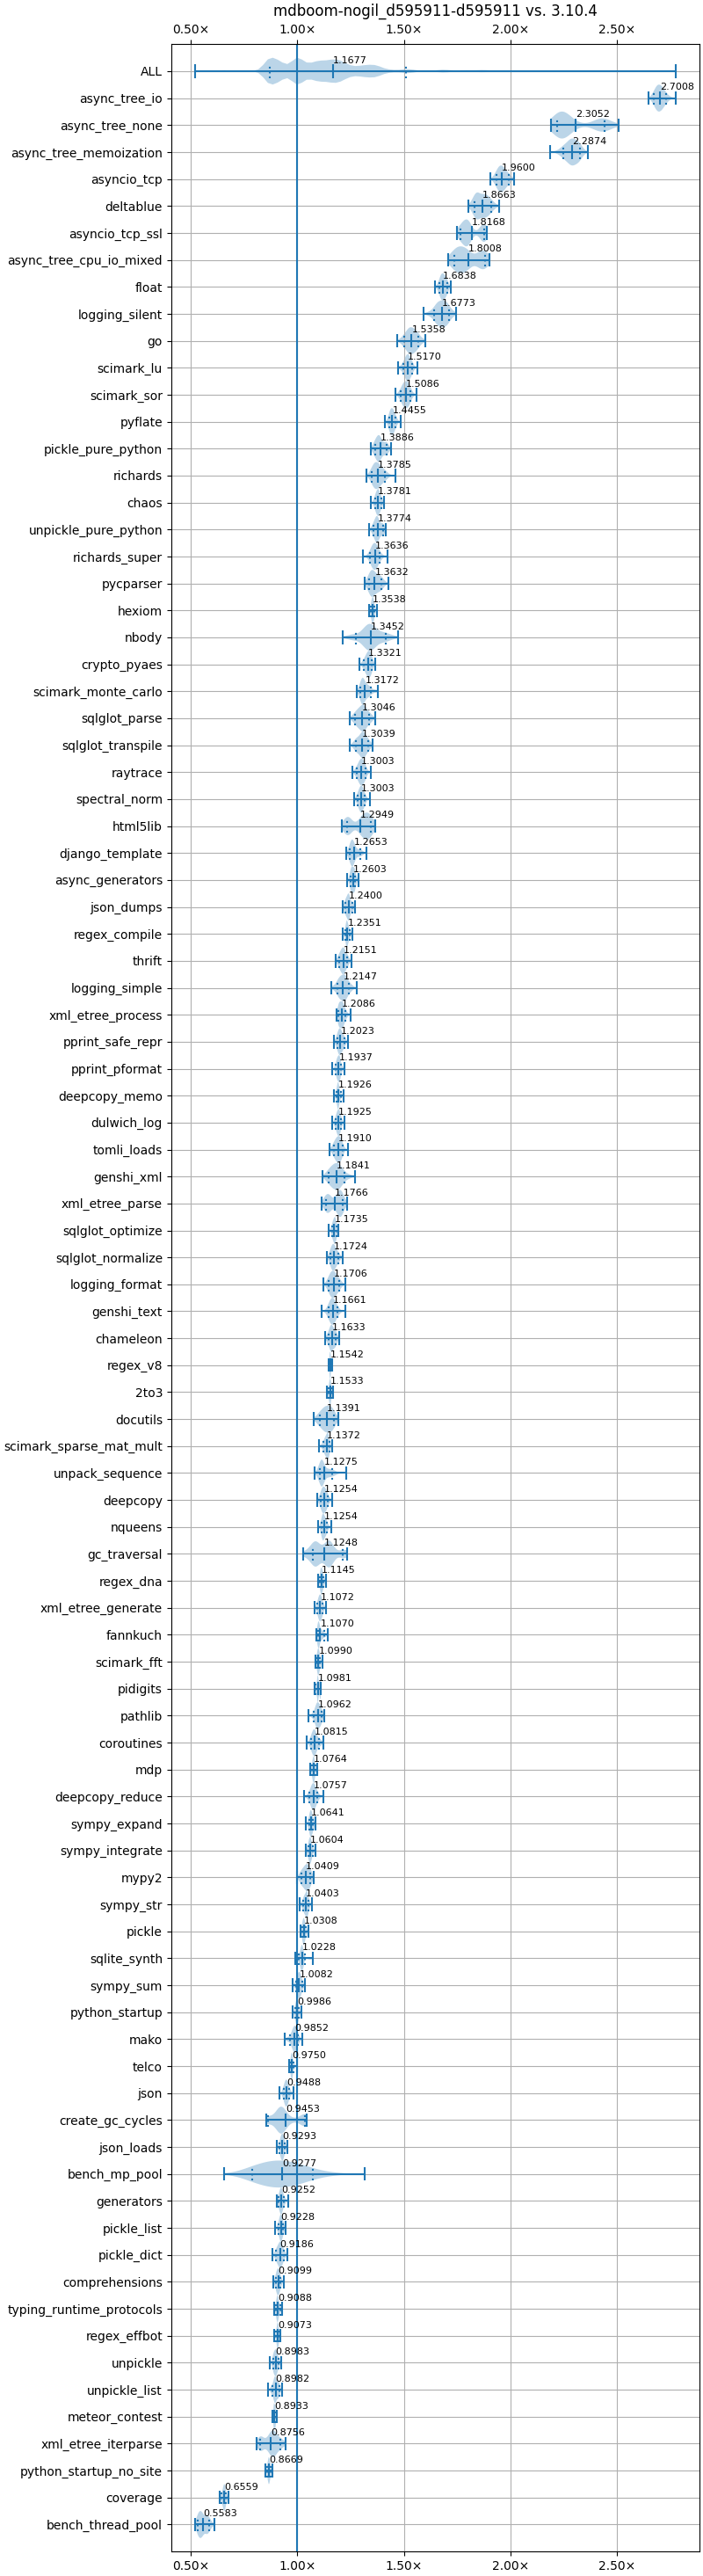 mdboom-nogil_d595911-d595911 vs. 3.10.4
0.50× 1.00× 1.50× 2.00× 2.50×
ALL 1.1677
async_tree_io 2.7008
async_tree_none 2.3052
async_tree_memoization 2.2874
asyncio_tcp 1.9600
deltablue 1.8663
asyncio_tcp_ssl 1.8168
async_tree_cpu_io_mixed 1.8008
float 1.6838
logging_silent 1.6773
go 1.5358
scimark_lu 1.5170
scimark_sor 1.5086
pyflate 1.4455
pickle_pure_python 1.3886
richards 1.3785
chaos 1.3781
unpickle_pure_python 1.3774
richards_super 1.3636
pycparser 1.3632
hexiom 1.3538
nbody 1.3452
crypto_pyaes 1.3321
scimark_monte_carlo 1.3172
sqlglot_parse 1.3046
sqlglot_transpile 1.3039
raytrace 1.3003
spectral_norm 1.3003
html5lib 1.2949
django_template 1.2653
async_generators 1.2603
json_dumps 1.2400
regex_compile 1.2351
thrift 1.2151
logging_simple 1.2147
xml_etree_process 1.2086
pprint_safe_repr 1.2023
pprint_pformat 1.1937
deepcopy_memo 1.1926
dulwich_log 1.1925
tomli_loads 1.1910
genshi_xml 1.1841
xml_etree_parse 1.1766
sqlglot_optimize 1.1735
sqlglot_normalize 1.1724
logging_format 1.1706
genshi_text 1.1661
chameleon 1.1633
regex_v8 1.1542
2to3 1.1533
docutils 1.1391
scimark_sparse_mat_mult 1.1372
unpack_sequence 1.1275
deepcopy 1.1254
nqueens 1.1254
gc_traversal 1.1248
regex_dna 1.1145
xml_etree_generate 1.1072
fannkuch 1.1070
scimark_fft 1.0990
pidigits 1.0981
pathlib 1.0962
coroutines 1.0815
mdp 1.0764
deepcopy_reduce 1.0757
sympy_expand 1.0641
sympy_integrate 1.0604
mypy2 1.0409
sympy_str 1.0403
pickle 1.0308
sqlite_synth 1.0228
sympy_sum 1.0082
python_startup 0.9986
mako 0.9852
telco 0.9750
json 0.9488
create_gc_cycles 0.9453
json_loads 0.9293
bench_mp_pool 0.9277
generators 0.9252
pickle_list 0.9228
pickle_dict 0.9186
comprehensions 0.9099
typing_runtime_protocols 0.9088
regex_effbot 0.9073
unpickle 0.8983
unpickle_list 0.8982
meteor_contest 0.8933
xml_etree_iterparse 0.8756
python_startup_no_site 0.8669
coverage 0.6559
bench_thread_pool 0.5583
0.50× 1.00× 1.50× 2.00× 2.50×